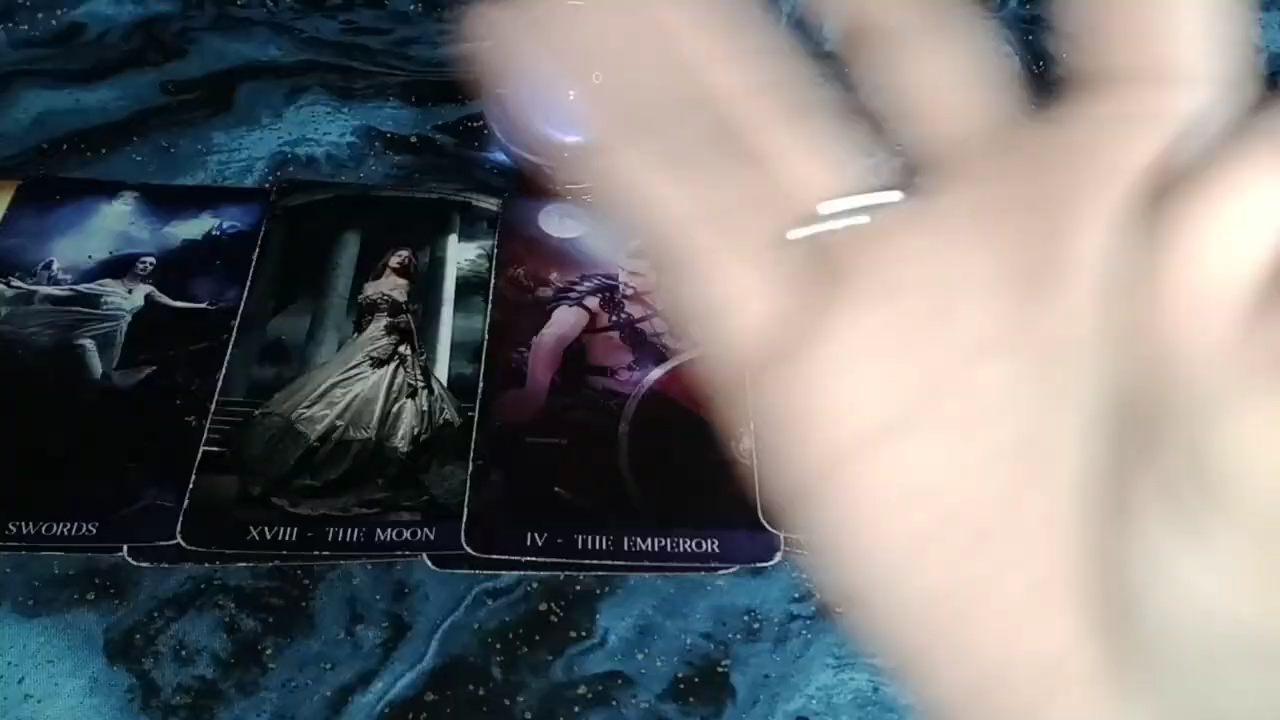 SWORDS
XVIII - THE MOON
IV - THE EMPEROR